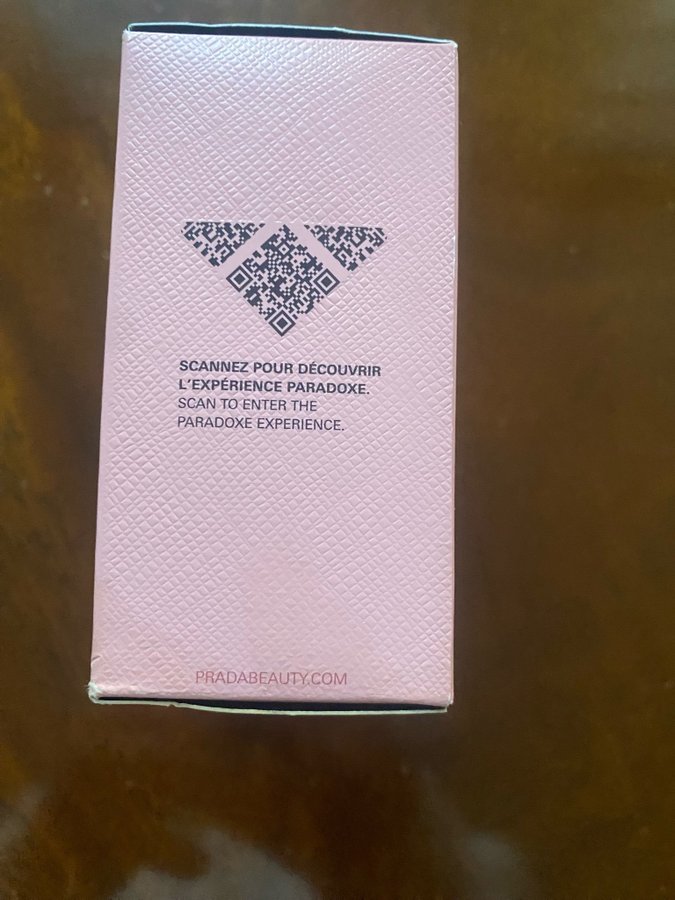 SCANNEZ POUR DÉCOUVRIR
L'EXPÉRIENCE PARADOXE.
SCAN TO ENTER THE
PARADOXE EXPERIENCE.
PRADABEAUTY.COM